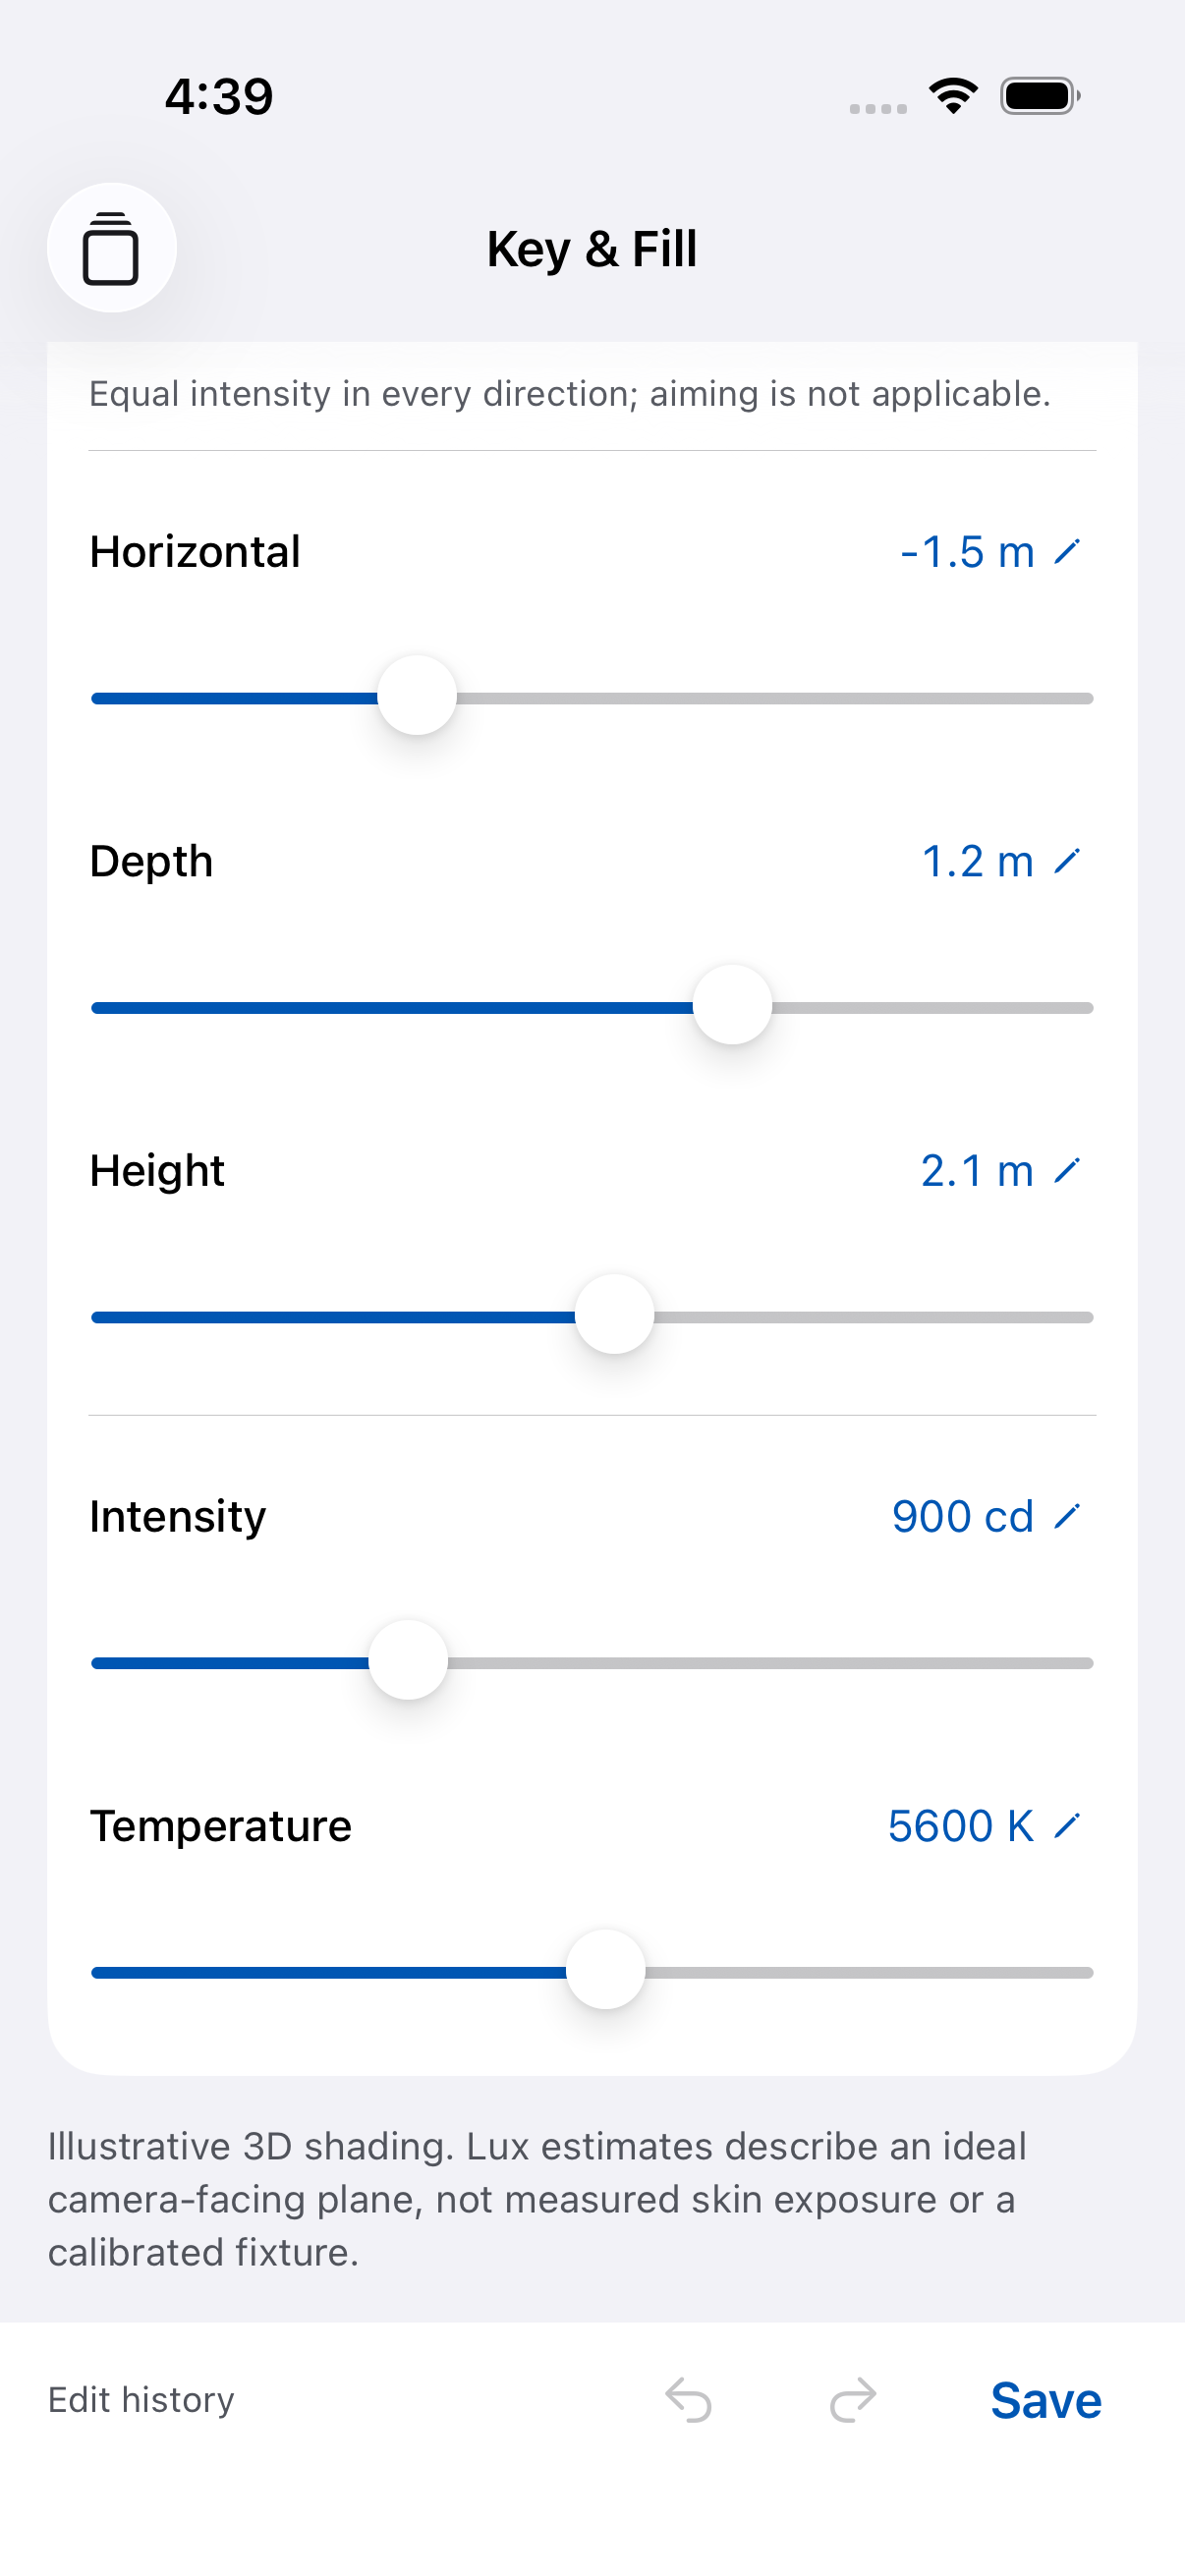 4:39
Key & Fill
Equal intensity in every direction; aiming is not applicable.
Horizontal
-1.5 m
Depth
1.2 m
Height
2.1 m
Intensity
900 cd
Temperature
5600 K
Illustrative 3D shading. Lux estimates describe an ideal
camera-facing plane, not measured skin exposure or a
calibrated fixture.
Edit history
Save